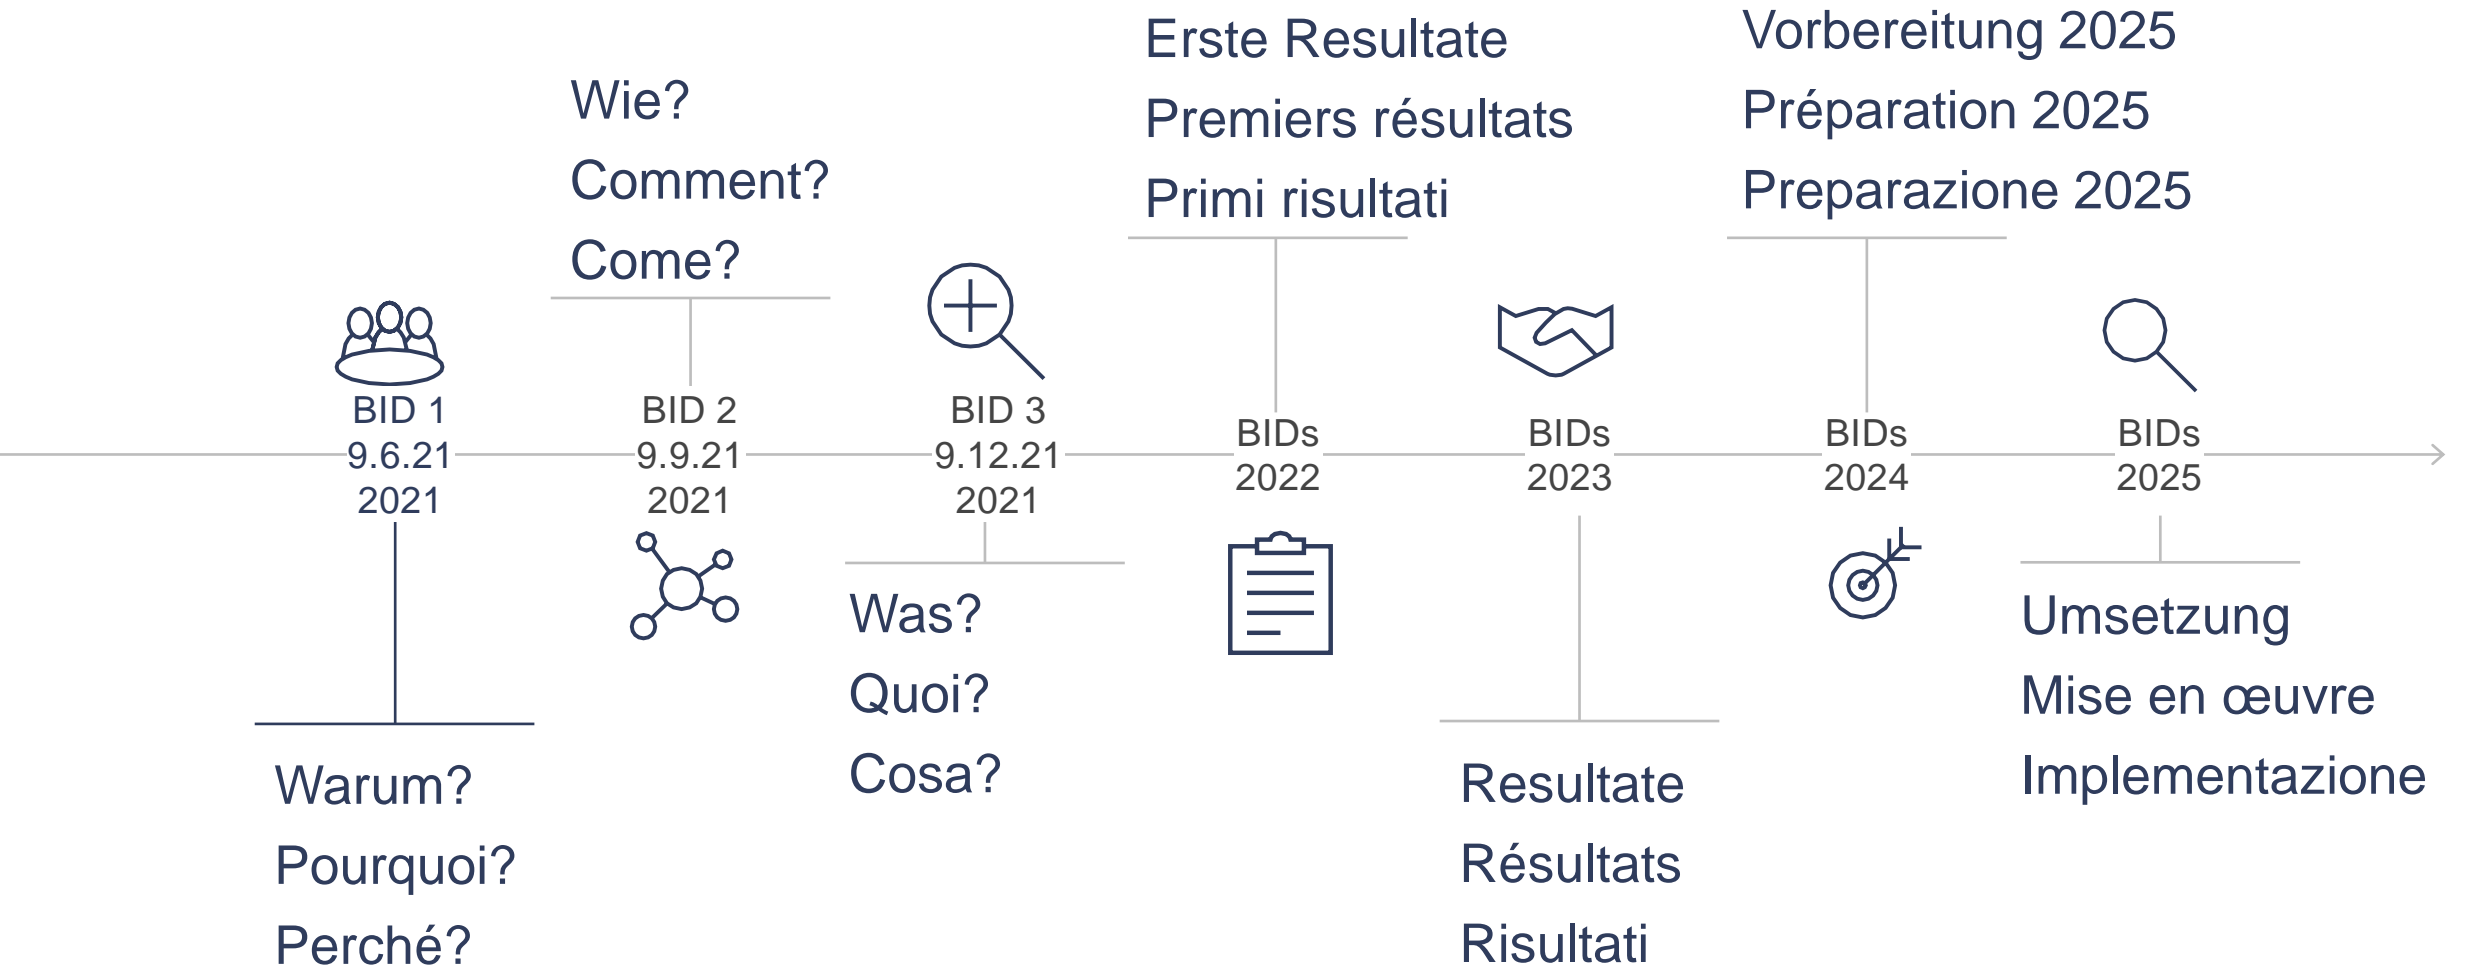 Warum?
Pourquoi?
Perché?
BID 1
9.6.21
2021
Wie?
Comment?
Come?
BID 2
9.9.21
2021
BID 3
9.12.21
2021
Was?
Quoi?
Cosa?
Erste Resultate
Premiers résultats
Primi risultati
BIDs
2022
BIDs
2023
Resultate
Résultats
Risultati
Vorbereitung 2025
Préparation 2025
Preparazione 2025
BIDs
2024
BIDs
2025
Umsetzung
Mise en œuvre
Implementazione